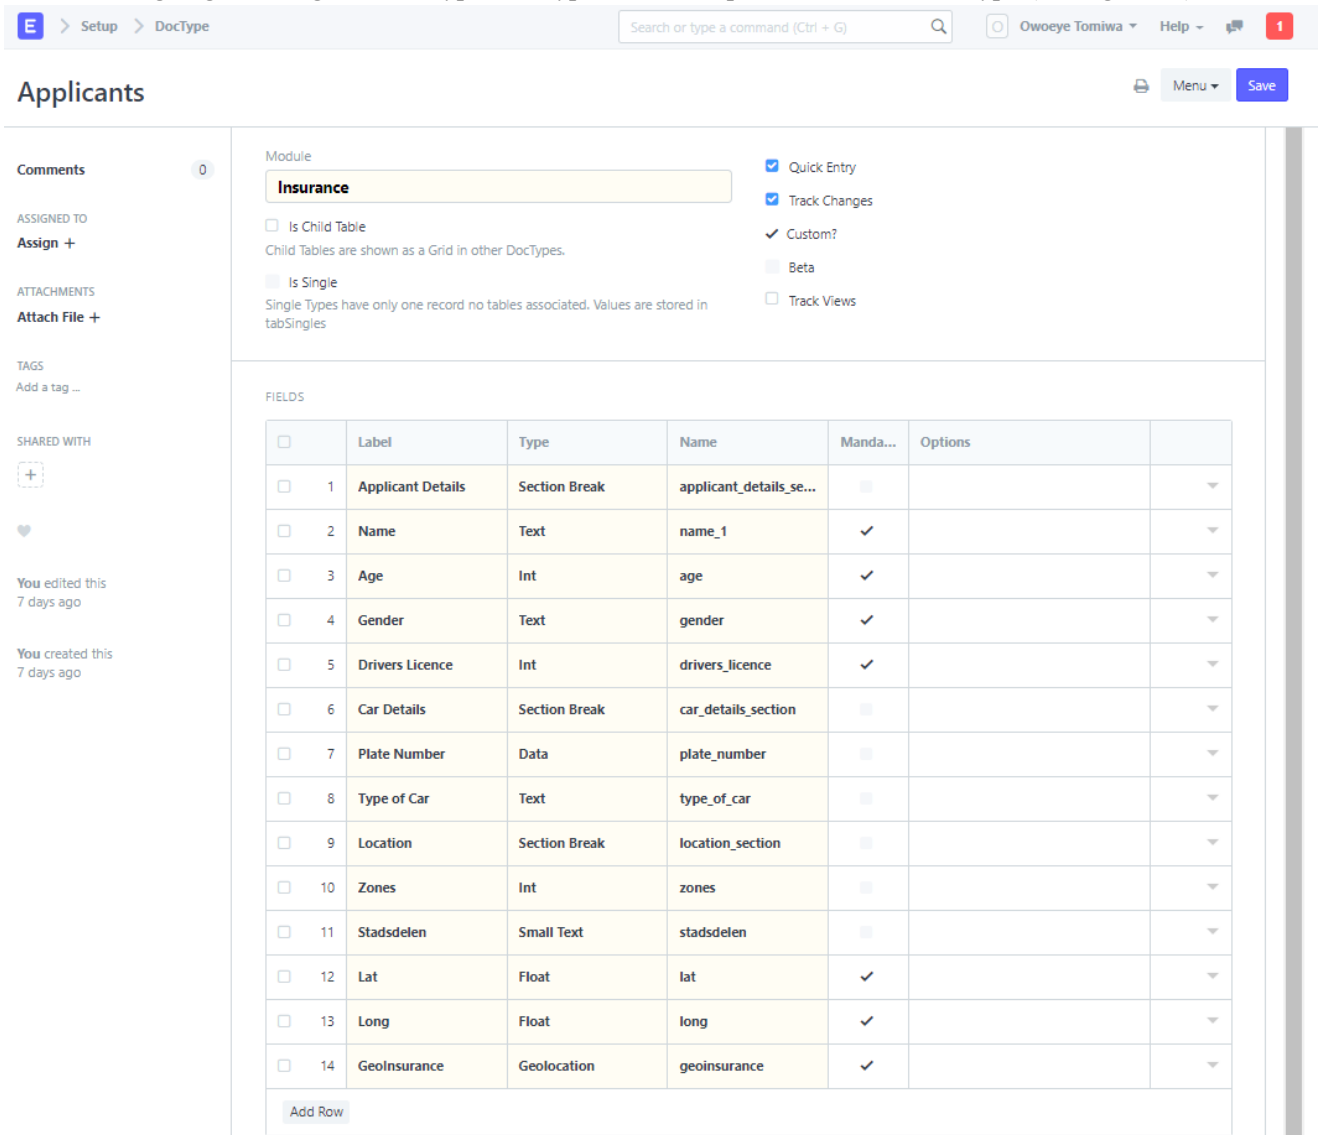 E > Setup > DocType Search or type a command (Ctrl + G) O Owoeye Tomiwa Help 1
Applicants Menu Save
Comments 0
ASSIGNED TO
Assign +
ATTACHMENTS
Attach File +
TAGS
Add a tag ...
SHARED WITH
+
You edited this
7 days ago
You created this
7 days ago
Module
Insurance
Is Child Table
Child Tables are shown as a Grid in other DocTypes.
Is Single
Single Types have only one record no tables associated. Values are stored in
tabSingles
Quick Entry
Track Changes
Custom?
Beta
Track Views
FIELDS
Label Type Name Manda... Options
1 Applicant Details Section Break applicant_details_se...
2 Name Text name_1
3 Age Int age
4 Gender Text gender
5 Drivers Licence Int drivers_licence
6 Car Details Section Break car_details_section
7 Plate Number Data plate_number
8 Type of Car Text type_of_car
9 Location Section Break location_section
10 Zones Int zones
11 Stadsdelen Small Text stadsdelen
12 Lat Float lat
13 Long Float long
14 GeoInsurance Geolocation geoinsurance
Add Row